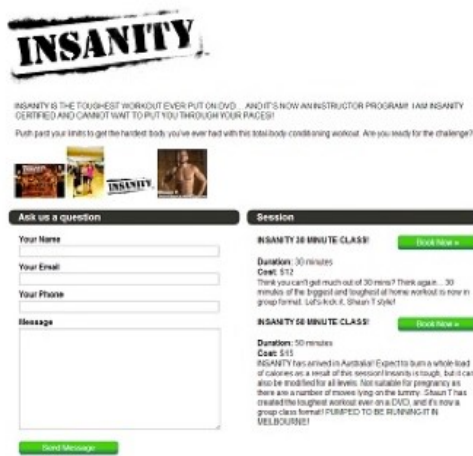 INSANITY
INSANITY IS THE TOUGHEST WORKOUT EVER PUT ON DVD... AND IT'S NOW AN INSTRUCTOR PROGRAM! I AM INSANITY
CERTIFIED AND CANNOT WAIT TO PUT YOU THROUGH YOUR PACES!
Push past your limits to get the hardest body you've ever had with this total-body conditioning workout. Are you ready for the challenge?
INSANITY
Ask us a question
Your Name
Your Email
Your Phone
Message
Send Message
Session
INSANITY 30 MINUTE CLASS!
Book Now »
Duration: 30 minutes
Cost: $12
Think you can't get much out of 30 mins? Think again... 30
minutes of the biggest and toughest at home workout is now in
group format. Let's kick it, Shaun T style!
INSANITY 50 MINUTE CLASS!
Book Now »
Duration: 50 minutes
Cost: $15
INSANITY has arrived in Australia! Expect to burn a whole load
of calories as a result of this session! Insanity is tough, but it can
also be modified for all levels. Not suitable for pregnancy as
there are a number of moves lying on the tummy. Shaun T has
created the toughest workout ever on a DVD, and it's now a
group class format! PUMPED TO BE RUNNING IT IN
MELBOURNE!